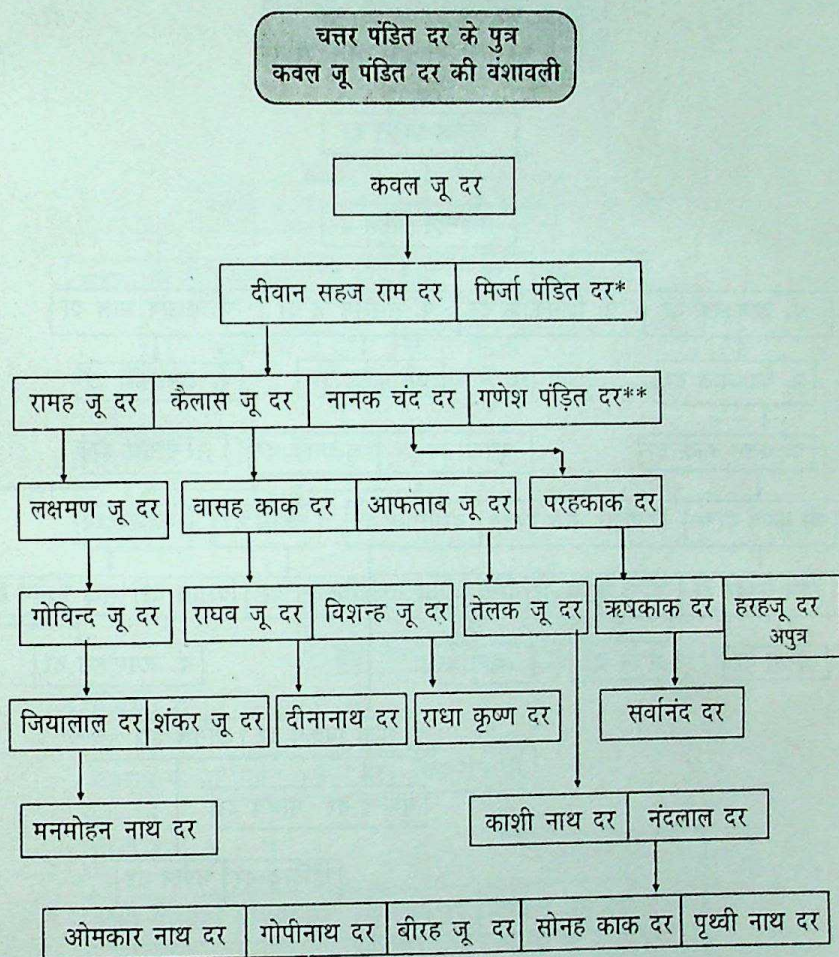 चत्तर पंडित दर के पुत्र
कवल जू पंडित दर की वंशावली
कवल जू दर
दीवान सहज राम दर मिर्जा पंडित दर*
रामह जू दर कैलास जू दर नानक चंद दर गणेश पंड़ित दर**
लक्षमण जू दर वासह काक दर आफताव जू दर परहकाक दर
गोविन्द जू दर राघव जू दर विशन्ह जू दर तेलक जू दर ऋषकाक दर हरहजू दर
अपुत्र
जियालाल दर शंकर जू दर दीनानाथ दर राधा कृष्ण दर सर्वानंद दर
मनमोहन नाथ दर काशी नाथ दर नंदलाल दर
ओमकार नाथ दर गोपीनाथ दर बीरह जू दर सोनह काक दर पृथ्वी नाथ दर